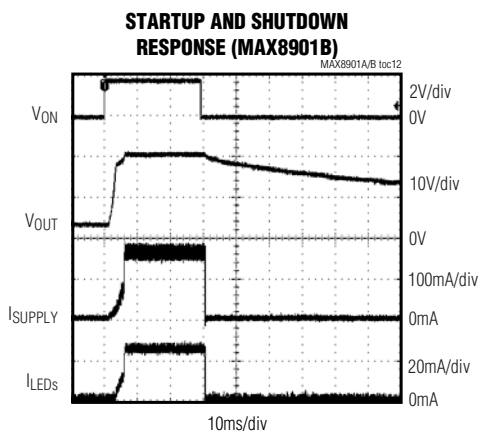 STARTUP AND SHUTDOWN
RESPONSE (MAX8901B)
MAX8901A/B toc12
VON
2V/div
0V
VOUT
10V/div
0V
ISUPPLY
100mA/div
0mA
ILEDs
20mA/div
0mA
10ms/div